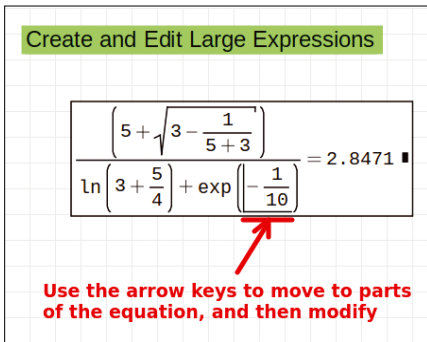 Create and Edit Large Expressions
(5 + √(3 - 1/(5 + 3))) / (ln(3 + 5/4) + exp(-1/10)) = 2.8471
Use the arrow keys to move to parts
of the equation, and then modify